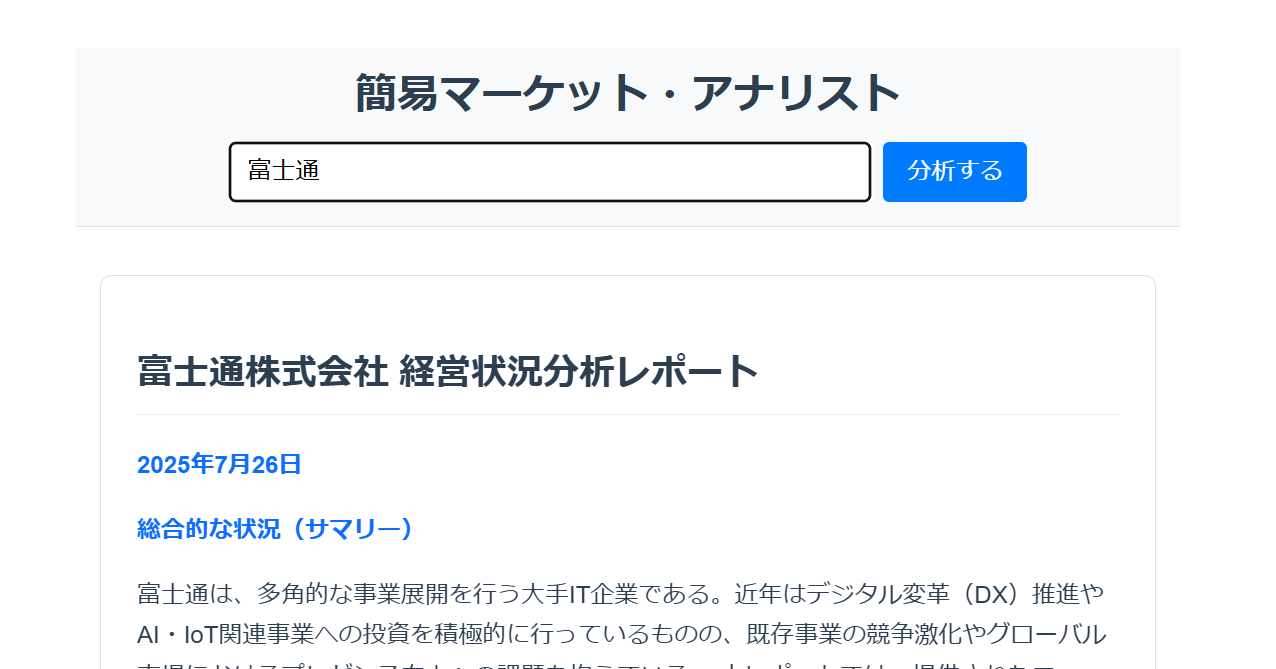 簡易マーケット・アナリスト
富士通
分析する
富士通株式会社 経営状況分析レポート
2025年7月26日
総合的な状況（サマリー）
富士通は、多角的な事業展開を行う大手IT企業である。近年はデジタル変革（DX）推進や
AI・IoT関連事業への投資を積極的に行っているものの、既存事業の競争激化やグローバル